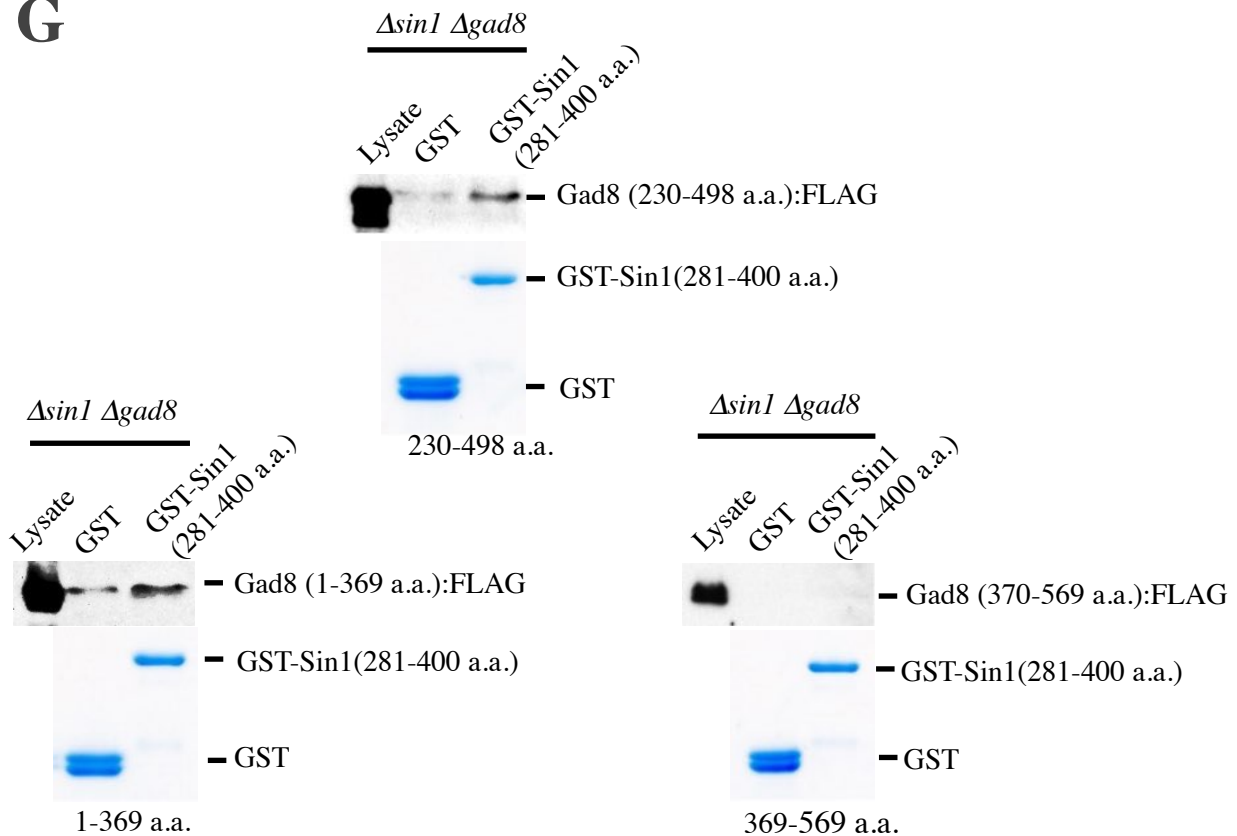 G
Δsin1 Δgad8
Lysate
GST
GST-Sin1
(281-400 a.a.)
Gad8 (230-498 a.a.):FLAG
GST-Sin1(281-400 a.a.)
GST
230-498 a.a.
Δsin1 Δgad8
Lysate
GST
GST-Sin1
(281-400 a.a.)
Gad8 (1-369 a.a.):FLAG
GST-Sin1(281-400 a.a.)
GST
1-369 a.a.
Δsin1 Δgad8
Lysate
GST
GST-Sin1
(281-400 a.a.)
Gad8 (370-569 a.a.):FLAG
GST-Sin1(281-400 a.a.)
GST
369-569 a.a.